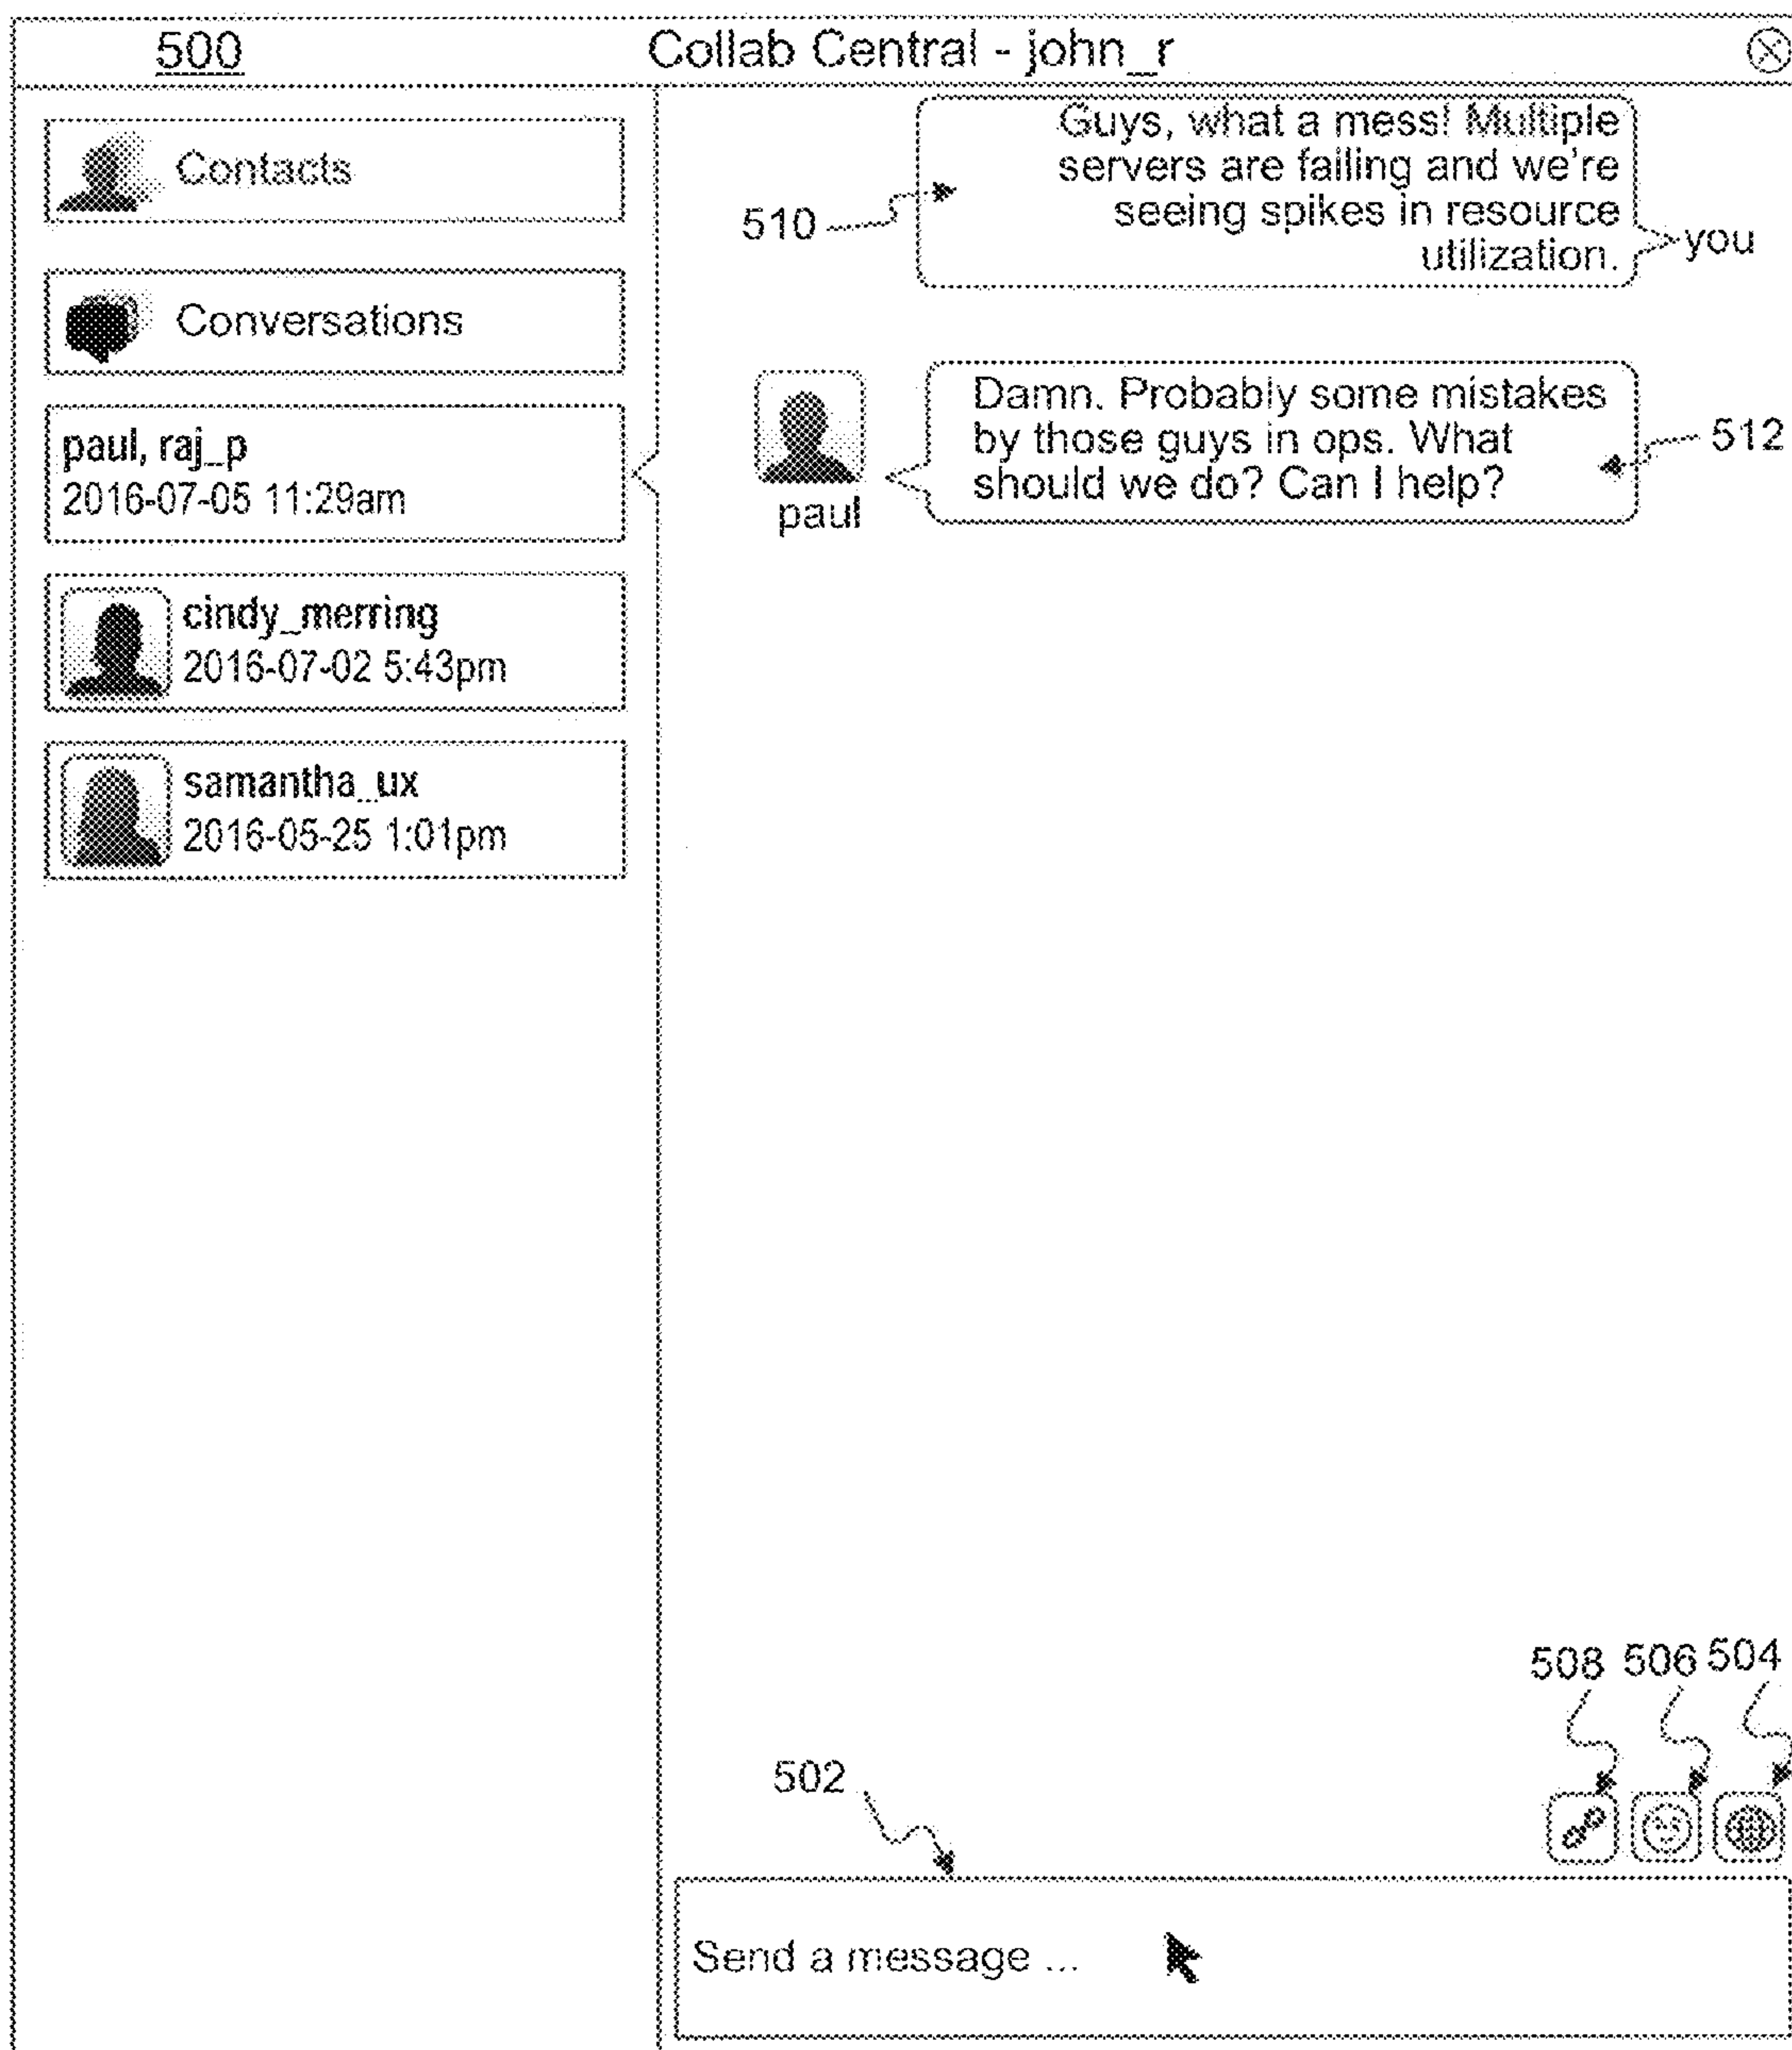 500
Collab Central - john_r
Contacts
Conversations
paul, raj_p
2016-07-05 11:29am
cindy_merring
2016-07-02 5:43pm
samantha_ux
2016-05-25 1:01pm
Guys, what a mess! Multiple
servers are failing and we're
seeing spikes in resource
utilization.
510
you
Damn. Probably some mistakes
by those guys in ops. What
should we do? Can I help?
512
paul
508 506 504
502
Send a message ...